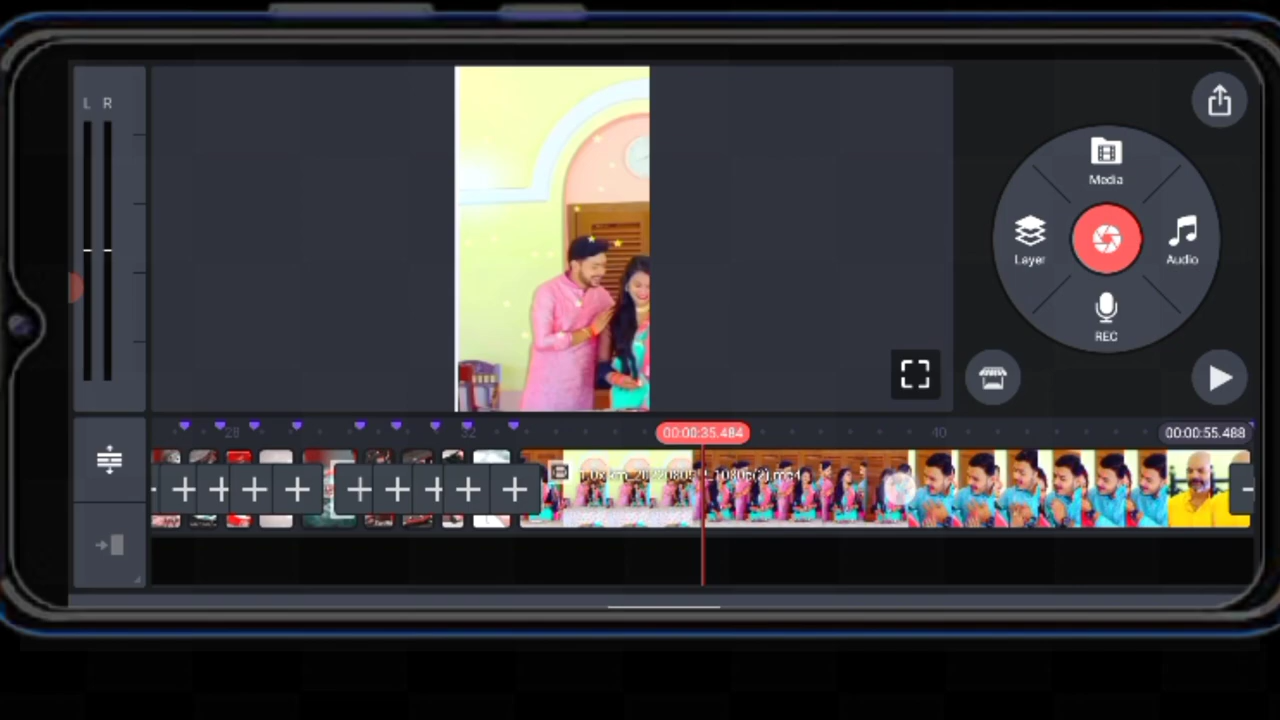 L R
Media
Layer
Audio
REC
28
32
00:00:35.484
40
00:00:55.488